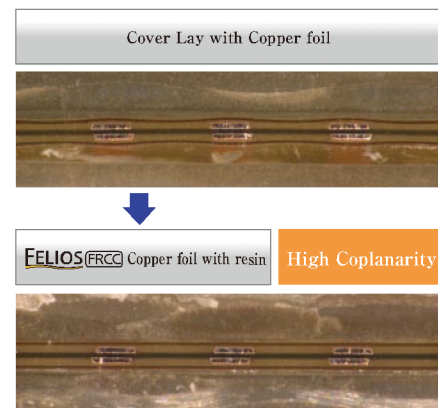 Cover Lay with Copper foil
FELIOS FRCC Copper foil with resin
High Coplanarity